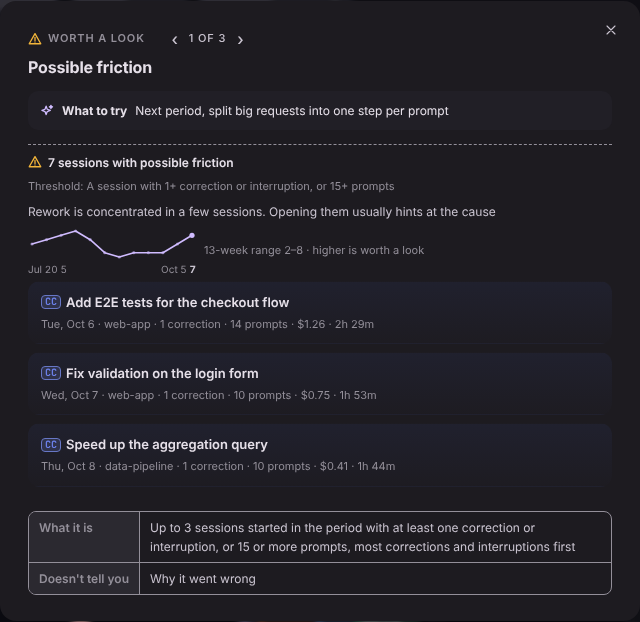 WORTH A LOOK ‹ 1 OF 3 ›
Possible friction
What to try Next period, split big requests into one step per prompt
7 sessions with possible friction
Threshold: A session with 1+ correction or interruption, or 15+ prompts
Rework is concentrated in a few sessions. Opening them usually hints at the cause
13-week range 2–8 · higher is worth a look
Jul 20 5 Oct 5 7
CC Add E2E tests for the checkout flow
Tue, Oct 6 · web-app · 1 correction · 14 prompts · $1.26 · 2h 29m
CC Fix validation on the login form
Wed, Oct 7 · web-app · 1 correction · 10 prompts · $0.75 · 1h 53m
CC Speed up the aggregation query
Thu, Oct 8 · data-pipeline · 1 correction · 10 prompts · $0.41 · 1h 44m
What it is Up to 3 sessions started in the period with at least one correction or
interruption, or 15 or more prompts, most corrections and interruptions first
Doesn't tell you Why it went wrong